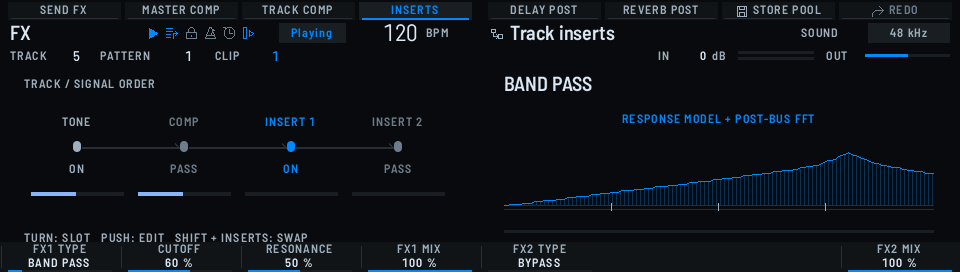 SEND FX MASTER COMP TRACK COMP INSERTS DELAY POST REVERB POST STORE POOL REDO
FX Playing 120 BPM Track inserts SOUND 48 kHz
TRACK 5 PATTERN 1 CLIP 1 IN 0 dB OUT
TRACK / SIGNAL ORDER BAND PASS
TONE COMP INSERT 1 INSERT 2 RESPONSE MODEL + POST-BUS FFT
ON PASS ON PASS
TURN: SLOT PUSH: EDIT SHIFT + INSERTS: SWAP
FX1 TYPE CUTOFF RESONANCE FX1 MIX FX2 TYPE FX2 MIX
BAND PASS 60 % 50 % 100 % BYPASS 100 %